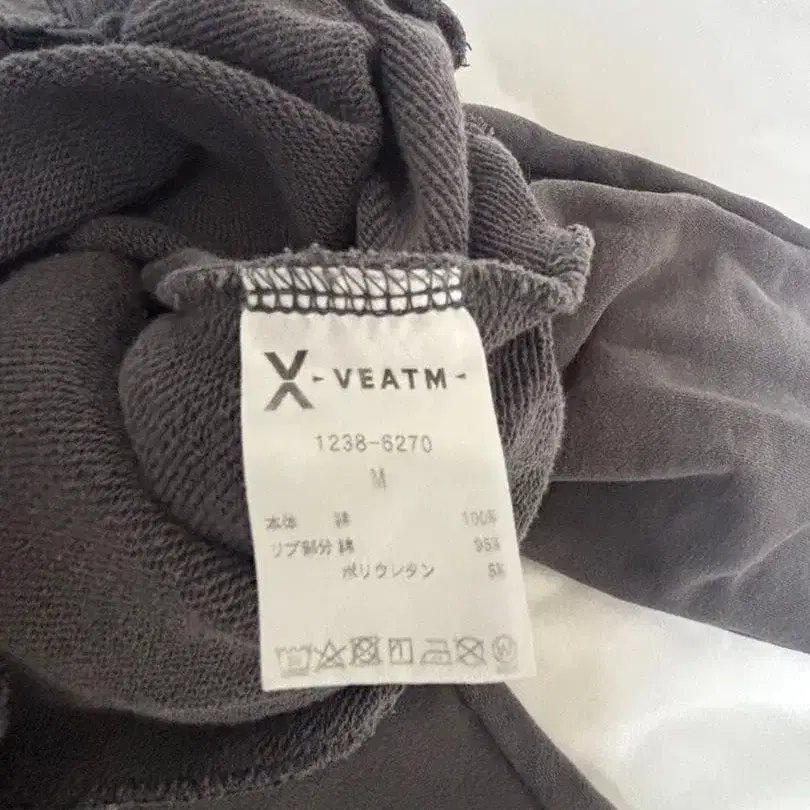 VEATM
1238-6270
M
本体 綿 100%
リブ部分 綿 95%
ポリウレタン 5%